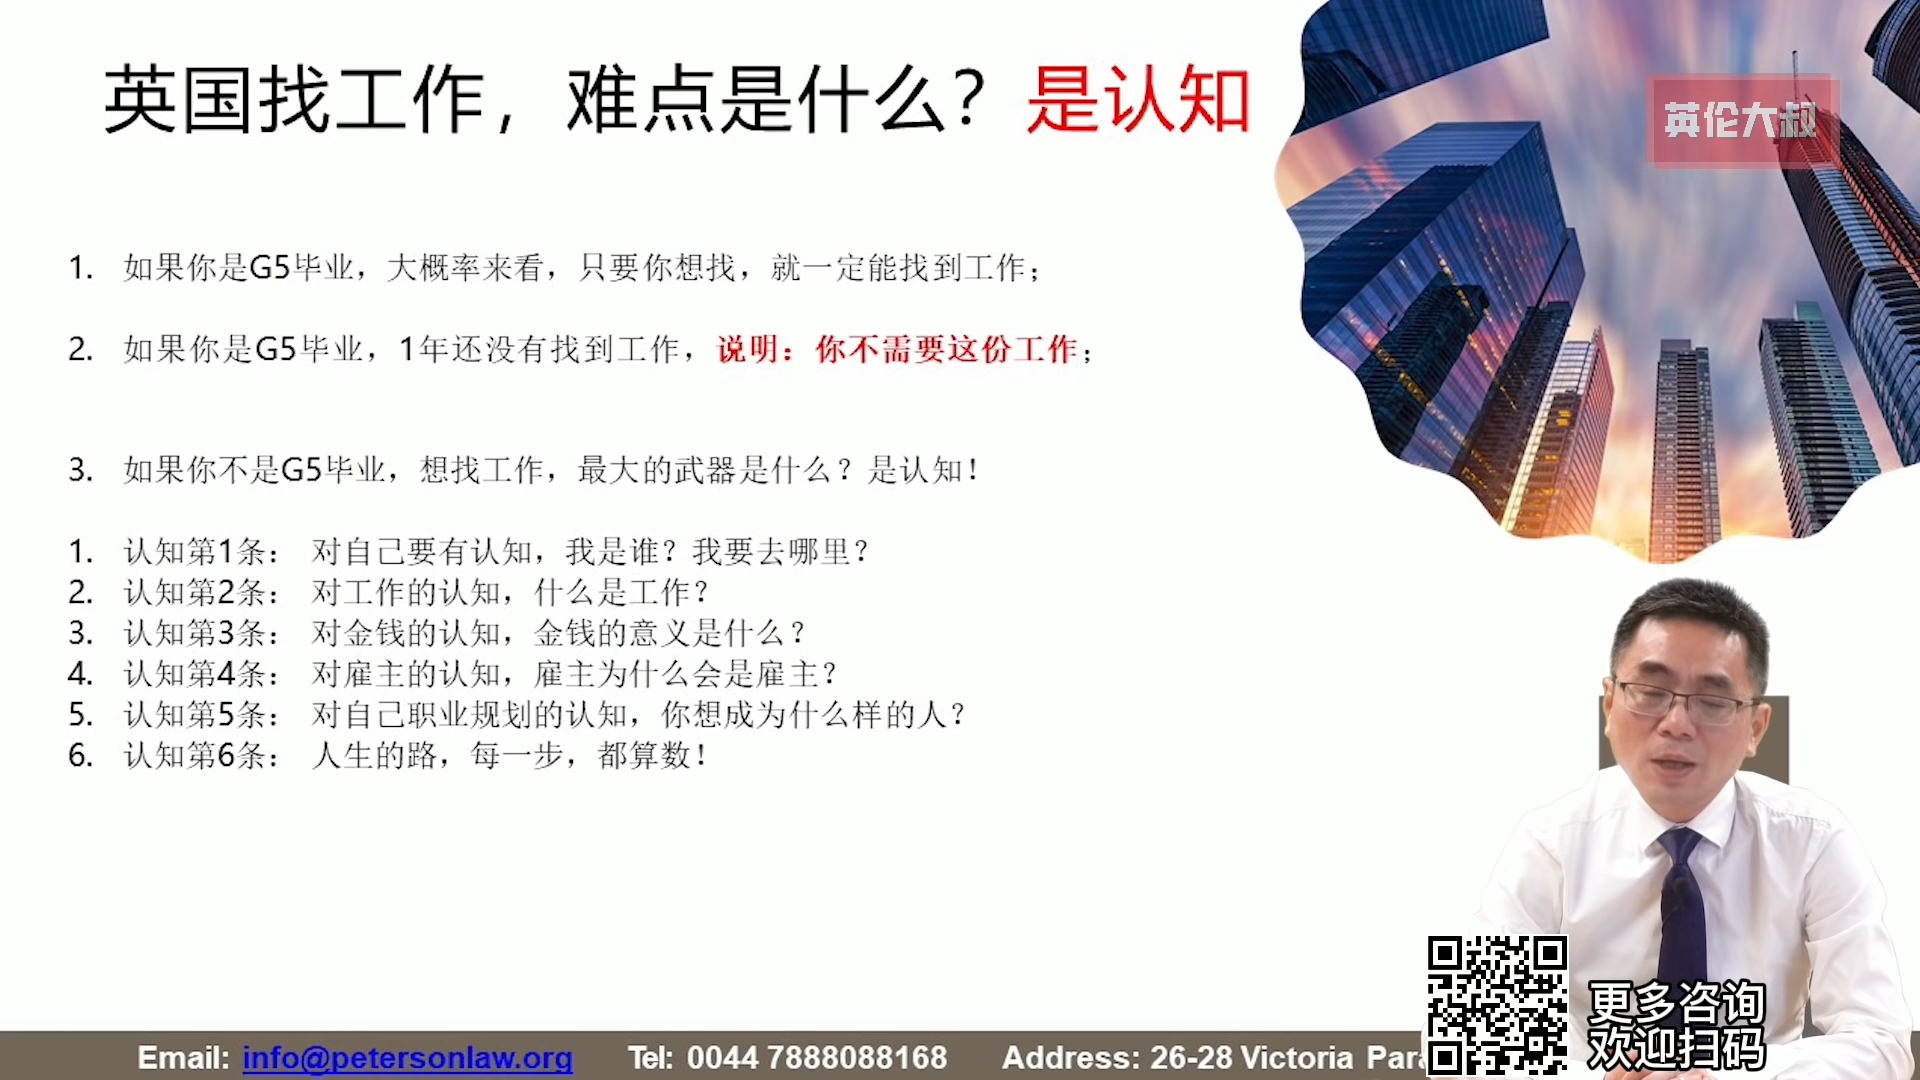 英国找工作，难点是什么？是认知
英伦大叔
1. 如果你是G5毕业，大概率来看，只要你想找，就一定能找到工作；
2. 如果你是G5毕业，1年还没有找到工作，说明：你不需要这份工作；
3. 如果你不是G5毕业，想找工作，最大的武器是什么？是认知！
1. 认知第1条： 对自己要有认知，我是谁？我要去哪里？
2. 认知第2条： 对工作的认知，什么是工作？
3. 认知第3条： 对金钱的认知，金钱的意义是什么？
4. 认知第4条： 对雇主的认知，雇主为什么会是雇主？
5. 认知第5条： 对自己职业规划的认知，你想成为什么样的人？
6. 认知第6条： 人生的路，每一步，都算数！
更多咨询
欢迎扫码
Email: info@petersonlaw.org Tel: 0044 7888088168 Address: 26-28 Victoria